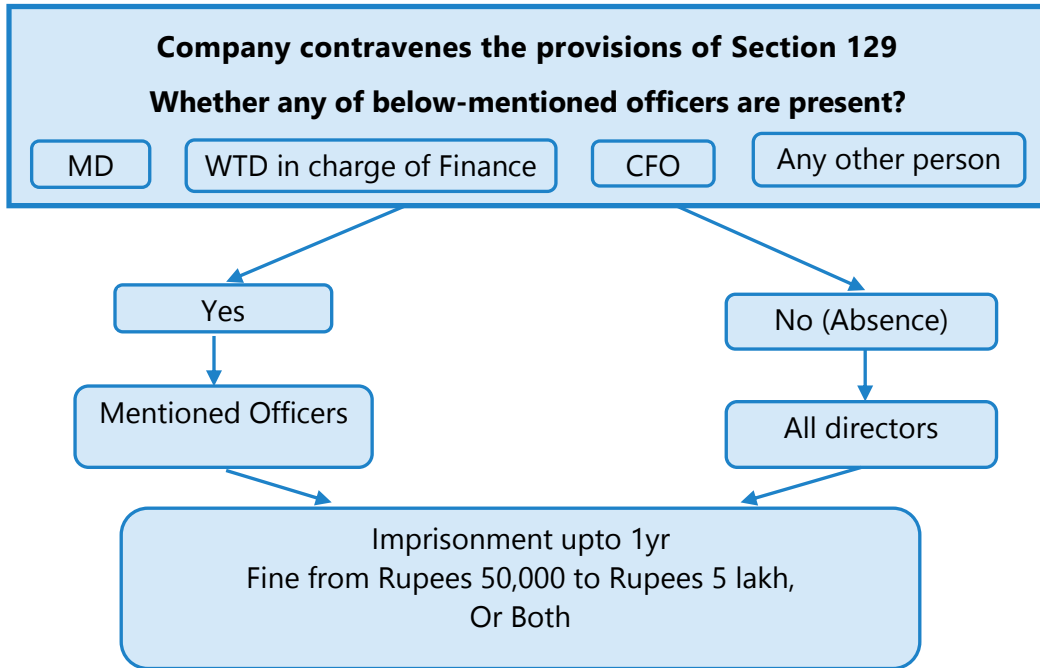 Company contravenes the provisions of Section 129
Whether any of below-mentioned officers are present?
MD
WTD in charge of Finance
CFO
Any other person
Yes
No (Absence)
Mentioned Officers
All directors
Imprisonment upto 1yr
Fine from Rupees 50,000 to Rupees 5 lakh,
Or Both